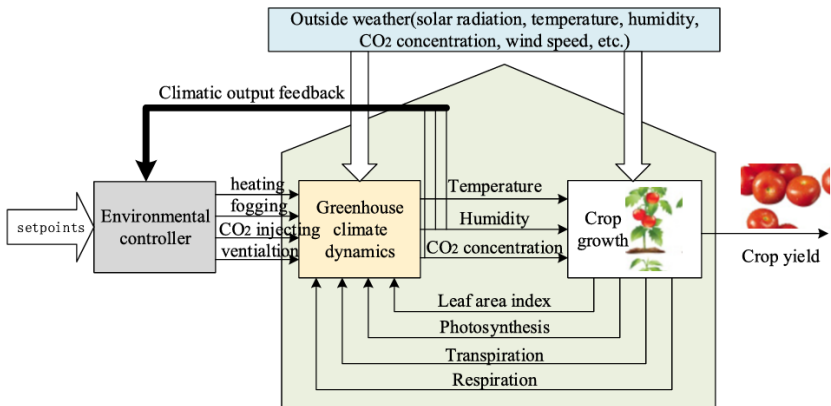 Outside weather(solar radiation, temperature, humidity,
CO2 concentration, wind speed, etc.)
Climatic output feedback
setpoints
Environmental
controller
heating
fogging
CO2 injecting
ventialtion
Greenhouse
climate
dynamics
Temperature
Humidity
CO2 concentration
Crop
growth
Crop yield
Leaf area index
Photosynthesis
Transpiration
Respiration